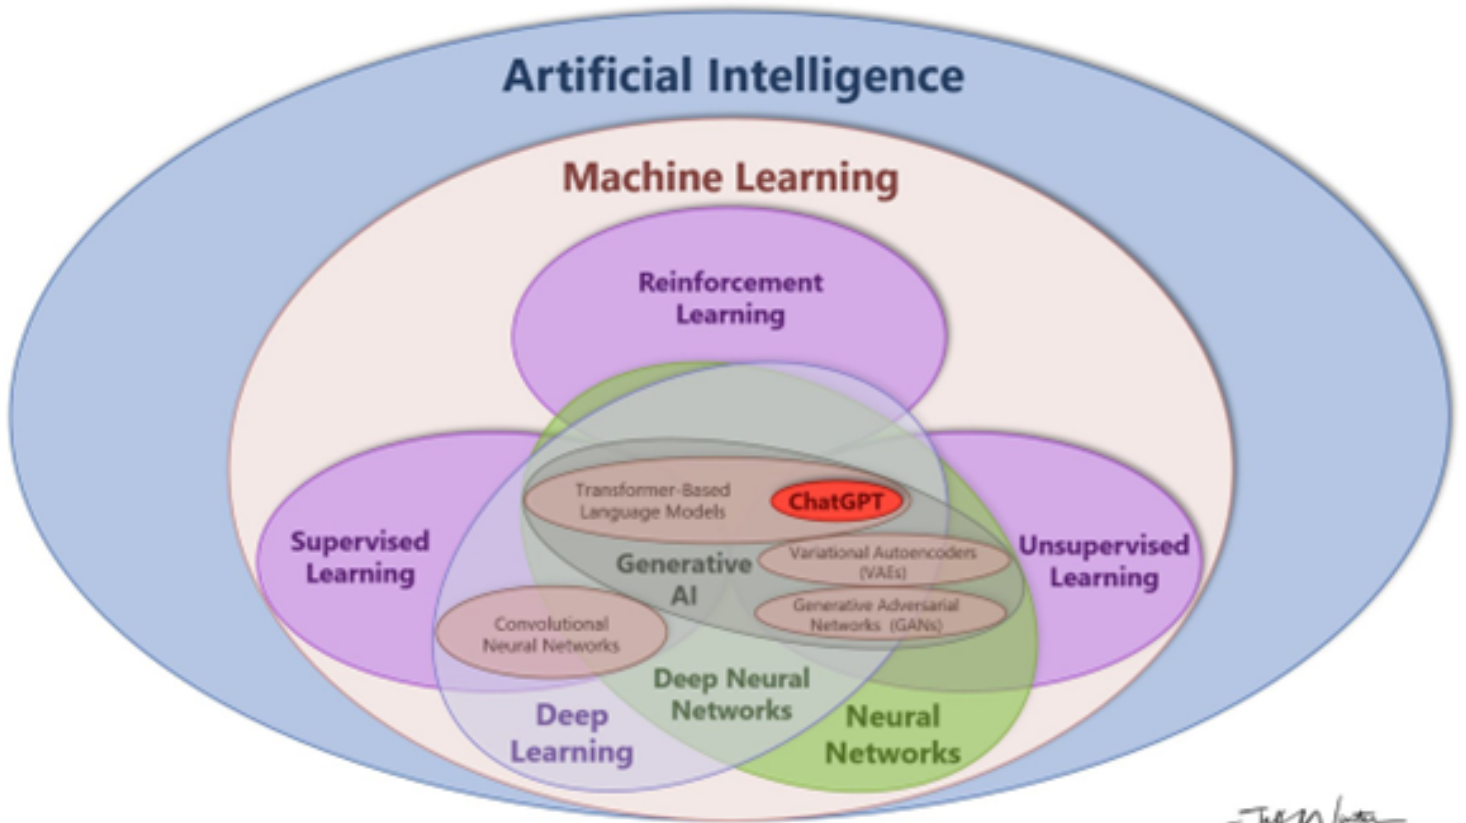 Artificial Intelligence
Machine Learning
Reinforcement
Learning
Transformer-Based
Language Models
ChatGPT
Supervised
Learning
Generative
AI
Variational Autoencoders
(VAEs)
Unsupervised
Learning
Generative Adversarial
Networks (GANs)
Convolutional
Neural Networks
Deep Neural
Networks
Deep
Learning
Neural
Networks